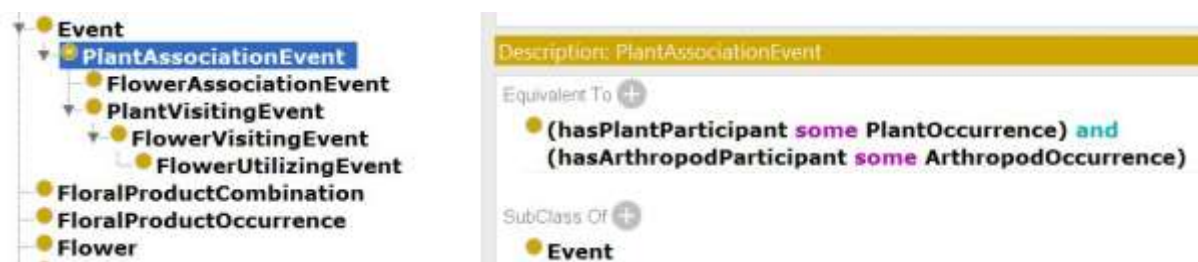 Event
PlantAssociationEvent
FlowerAssociationEvent
PlantVisitingEvent
FlowerVisitingEvent
FlowerUtilizingEvent
FloralProductCombination
FloralProductOccurrence
Flower
Description: PlantAssociationEvent
Equivalent To
(hasPlantParticipant some PlantOccurrence) and
(hasArthropodParticipant some ArthropodOccurrence)
SubClass Of
Event